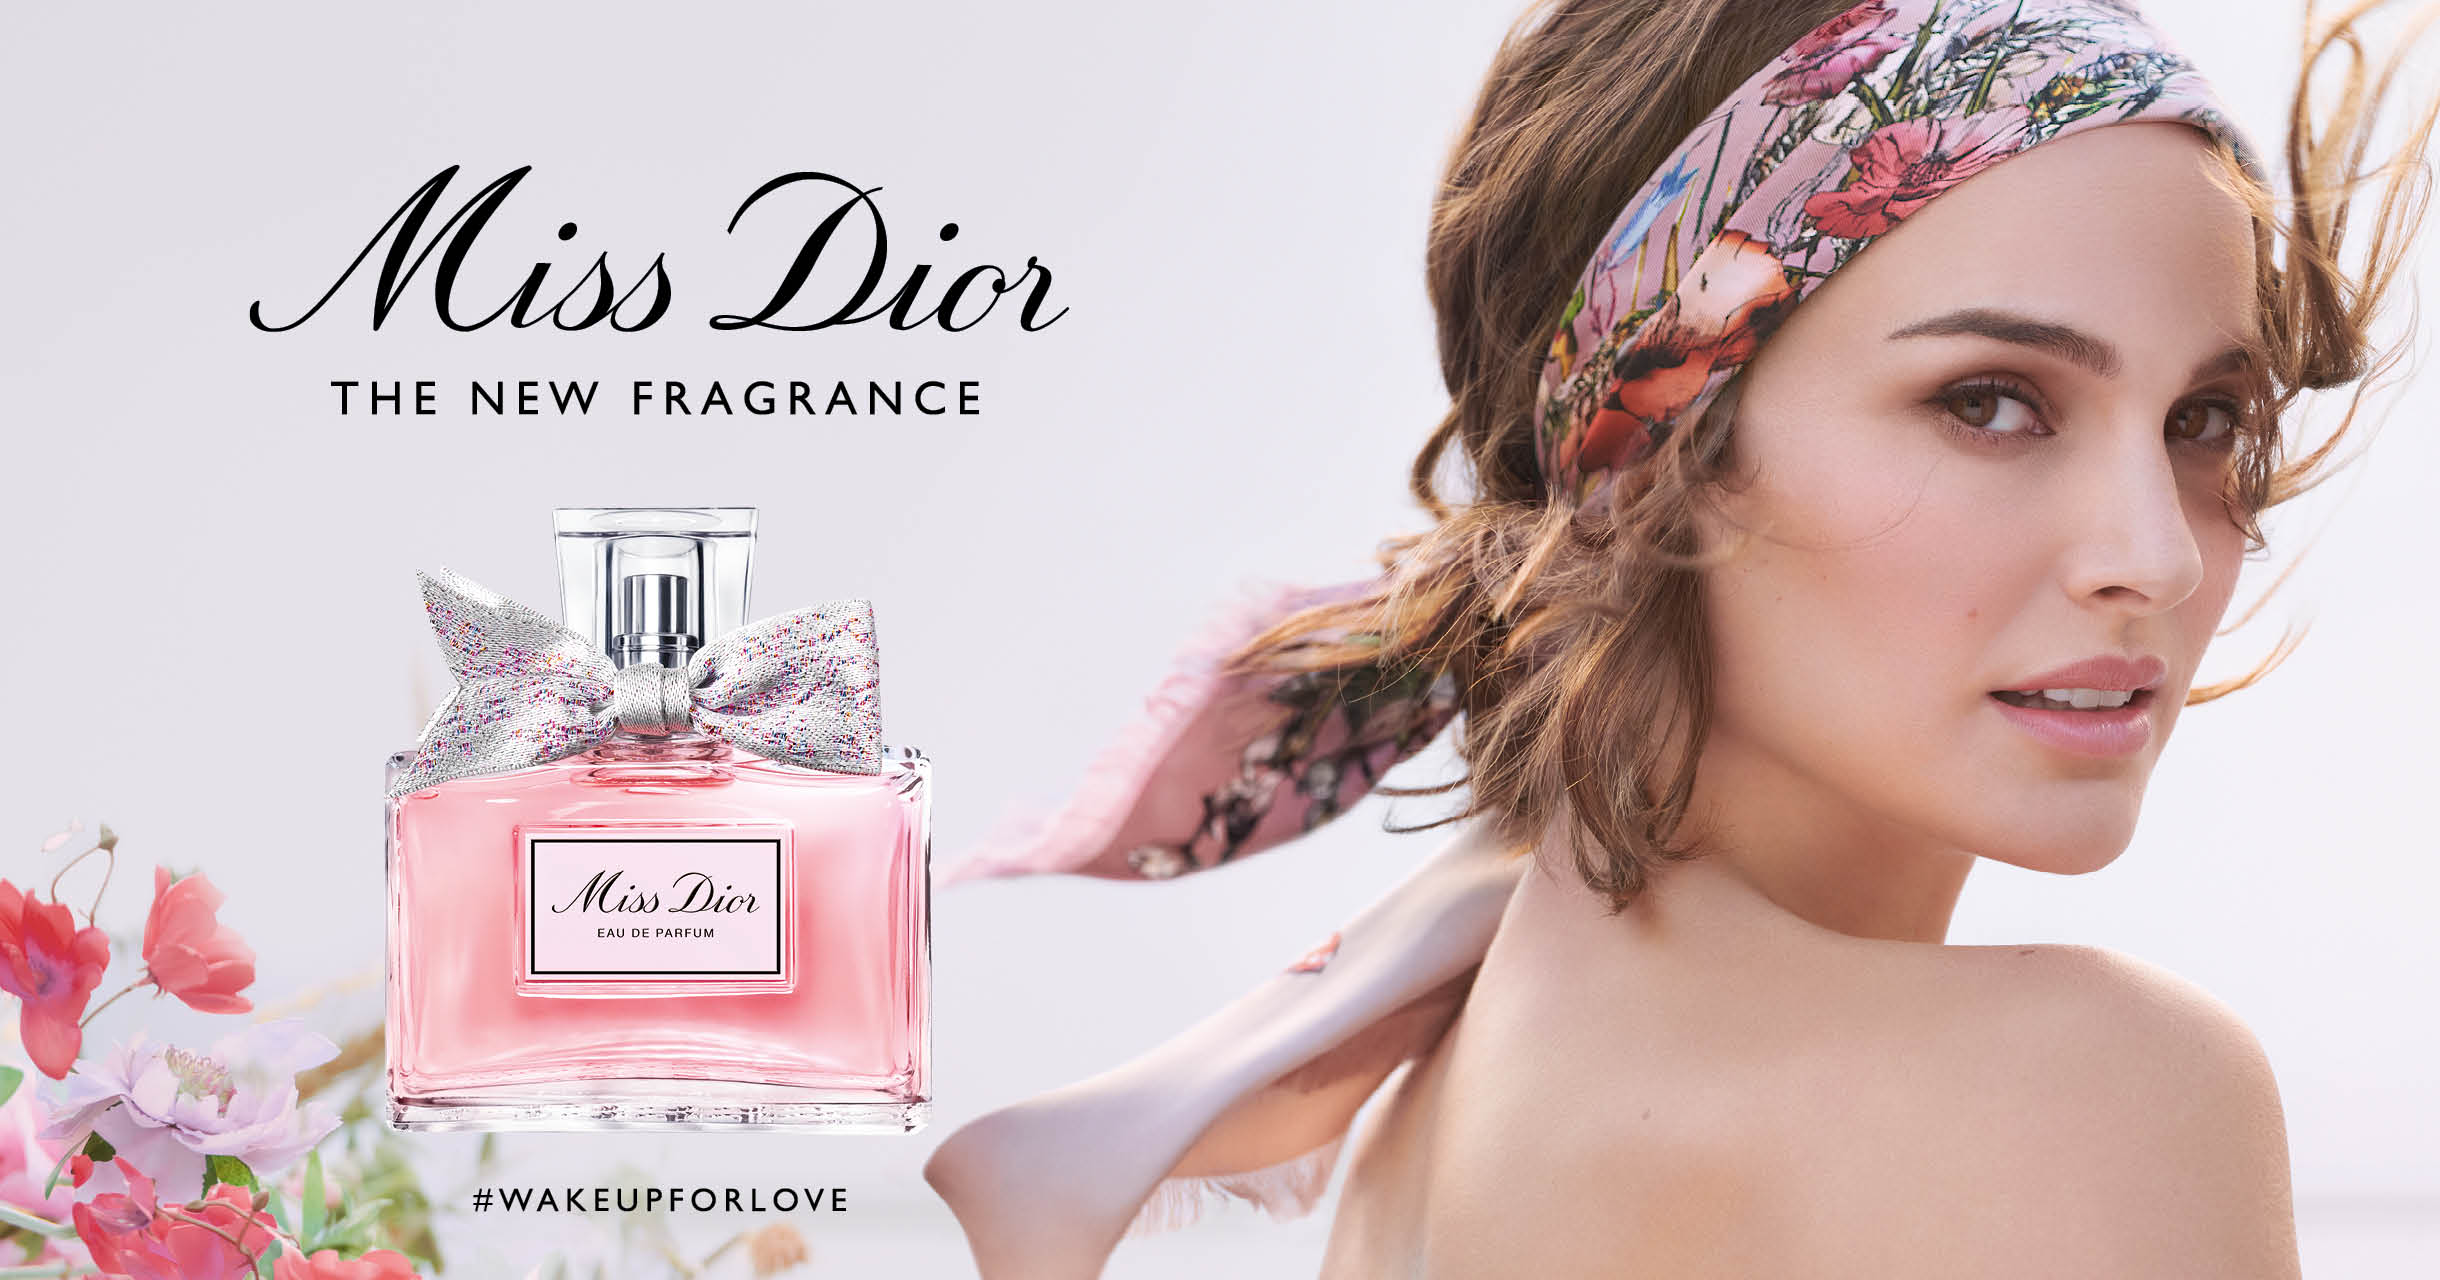 Miss Dior
THE NEW FRAGRANCE
Miss Dior
EAU DE PARFUM
#WAKEUPFORLOVE